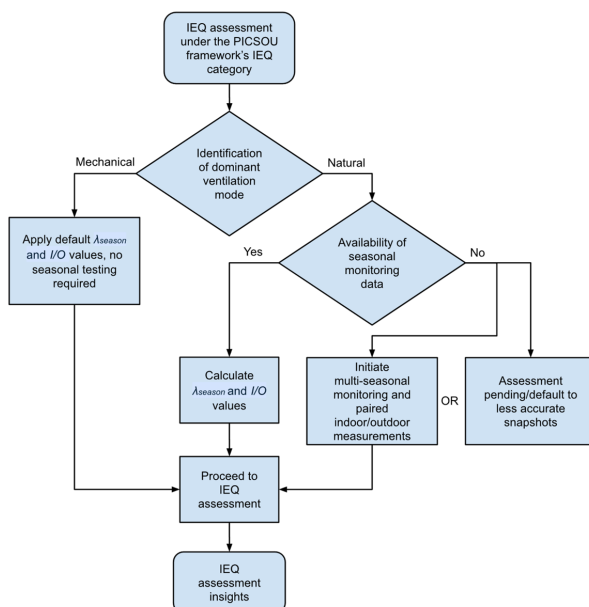 IEQ assessment
under the PICSOU
framework's IEQ
category
Identification
of dominant
ventilation
mode
Mechanical
Natural
Apply default λseason
and I/O values, no
seasonal testing
required
Availability of
seasonal
monitoring
data
Yes
No
Calculate
λseason and I/O
values
Initiate
multi-seasonal
monitoring and
paired
indoor/outdoor
measurements
OR
Assessment
pending/default to
less accurate
snapshots
Proceed to
IEQ
assessment
IEQ
assessment
insights